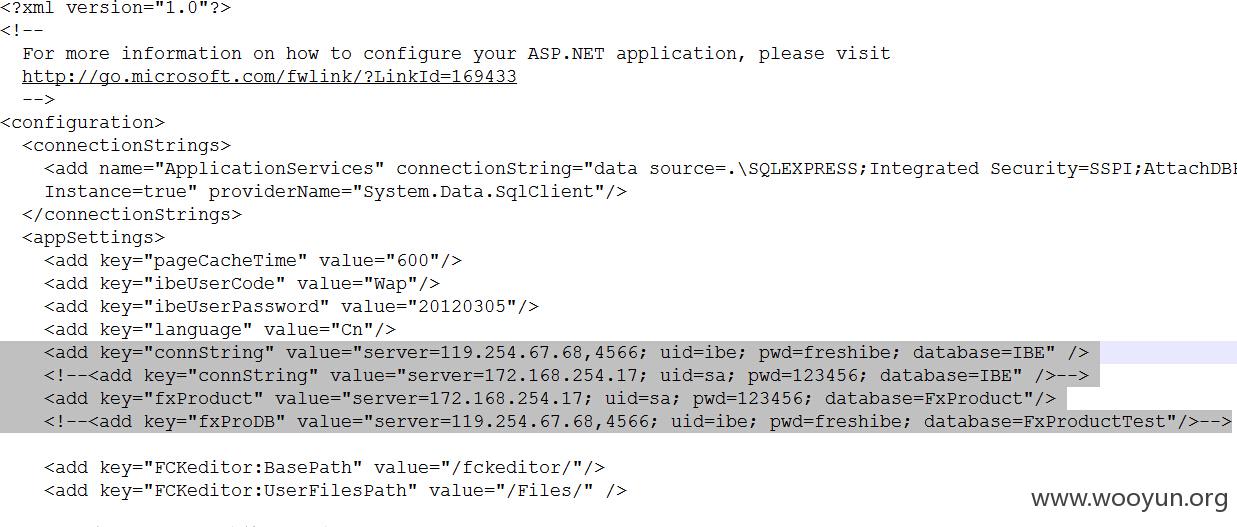 <?xml version="1.0"?>
<!--
For more information on how to configure your ASP.NET application, please visit
http://go.microsoft.com/fwlink/?LinkId=169433
-->
<configuration>
<connectionStrings>
<add name="ApplicationServices" connectionString="data source=.\SQLEXPRESS;Integrated Security=SSPI;AttachDBF
Instance=true" providerName="System.Data.SqlClient"/>
</connectionStrings>
<appSettings>
<add key="pageCacheTime" value="600"/>
<add key="ibeUserCode" value="Wap"/>
<add key="ibeUserPassword" value="20120305"/>
<add key="language" value="Cn"/>
<add key="connString" value="server=119.254.67.68,4566; uid=ibe; pwd=freshibe; database=IBE" />
<!--<add key="connString" value="server=172.168.254.17; uid=sa; pwd=123456; database=IBE" />-->
<add key="fxProduct" value="server=172.168.254.17; uid=sa; pwd=123456; database=FxProduct"/>
<!--<add key="fxProDB" value="server=119.254.67.68,4566; uid=ibe; pwd=freshibe; database=FxProductTest"/>-->
<add key="FCKeditor:BasePath" value="/fckeditor/"/>
<add key="FCKeditor:UserFilesPath" value="/Files/" />
www.wooyun.org